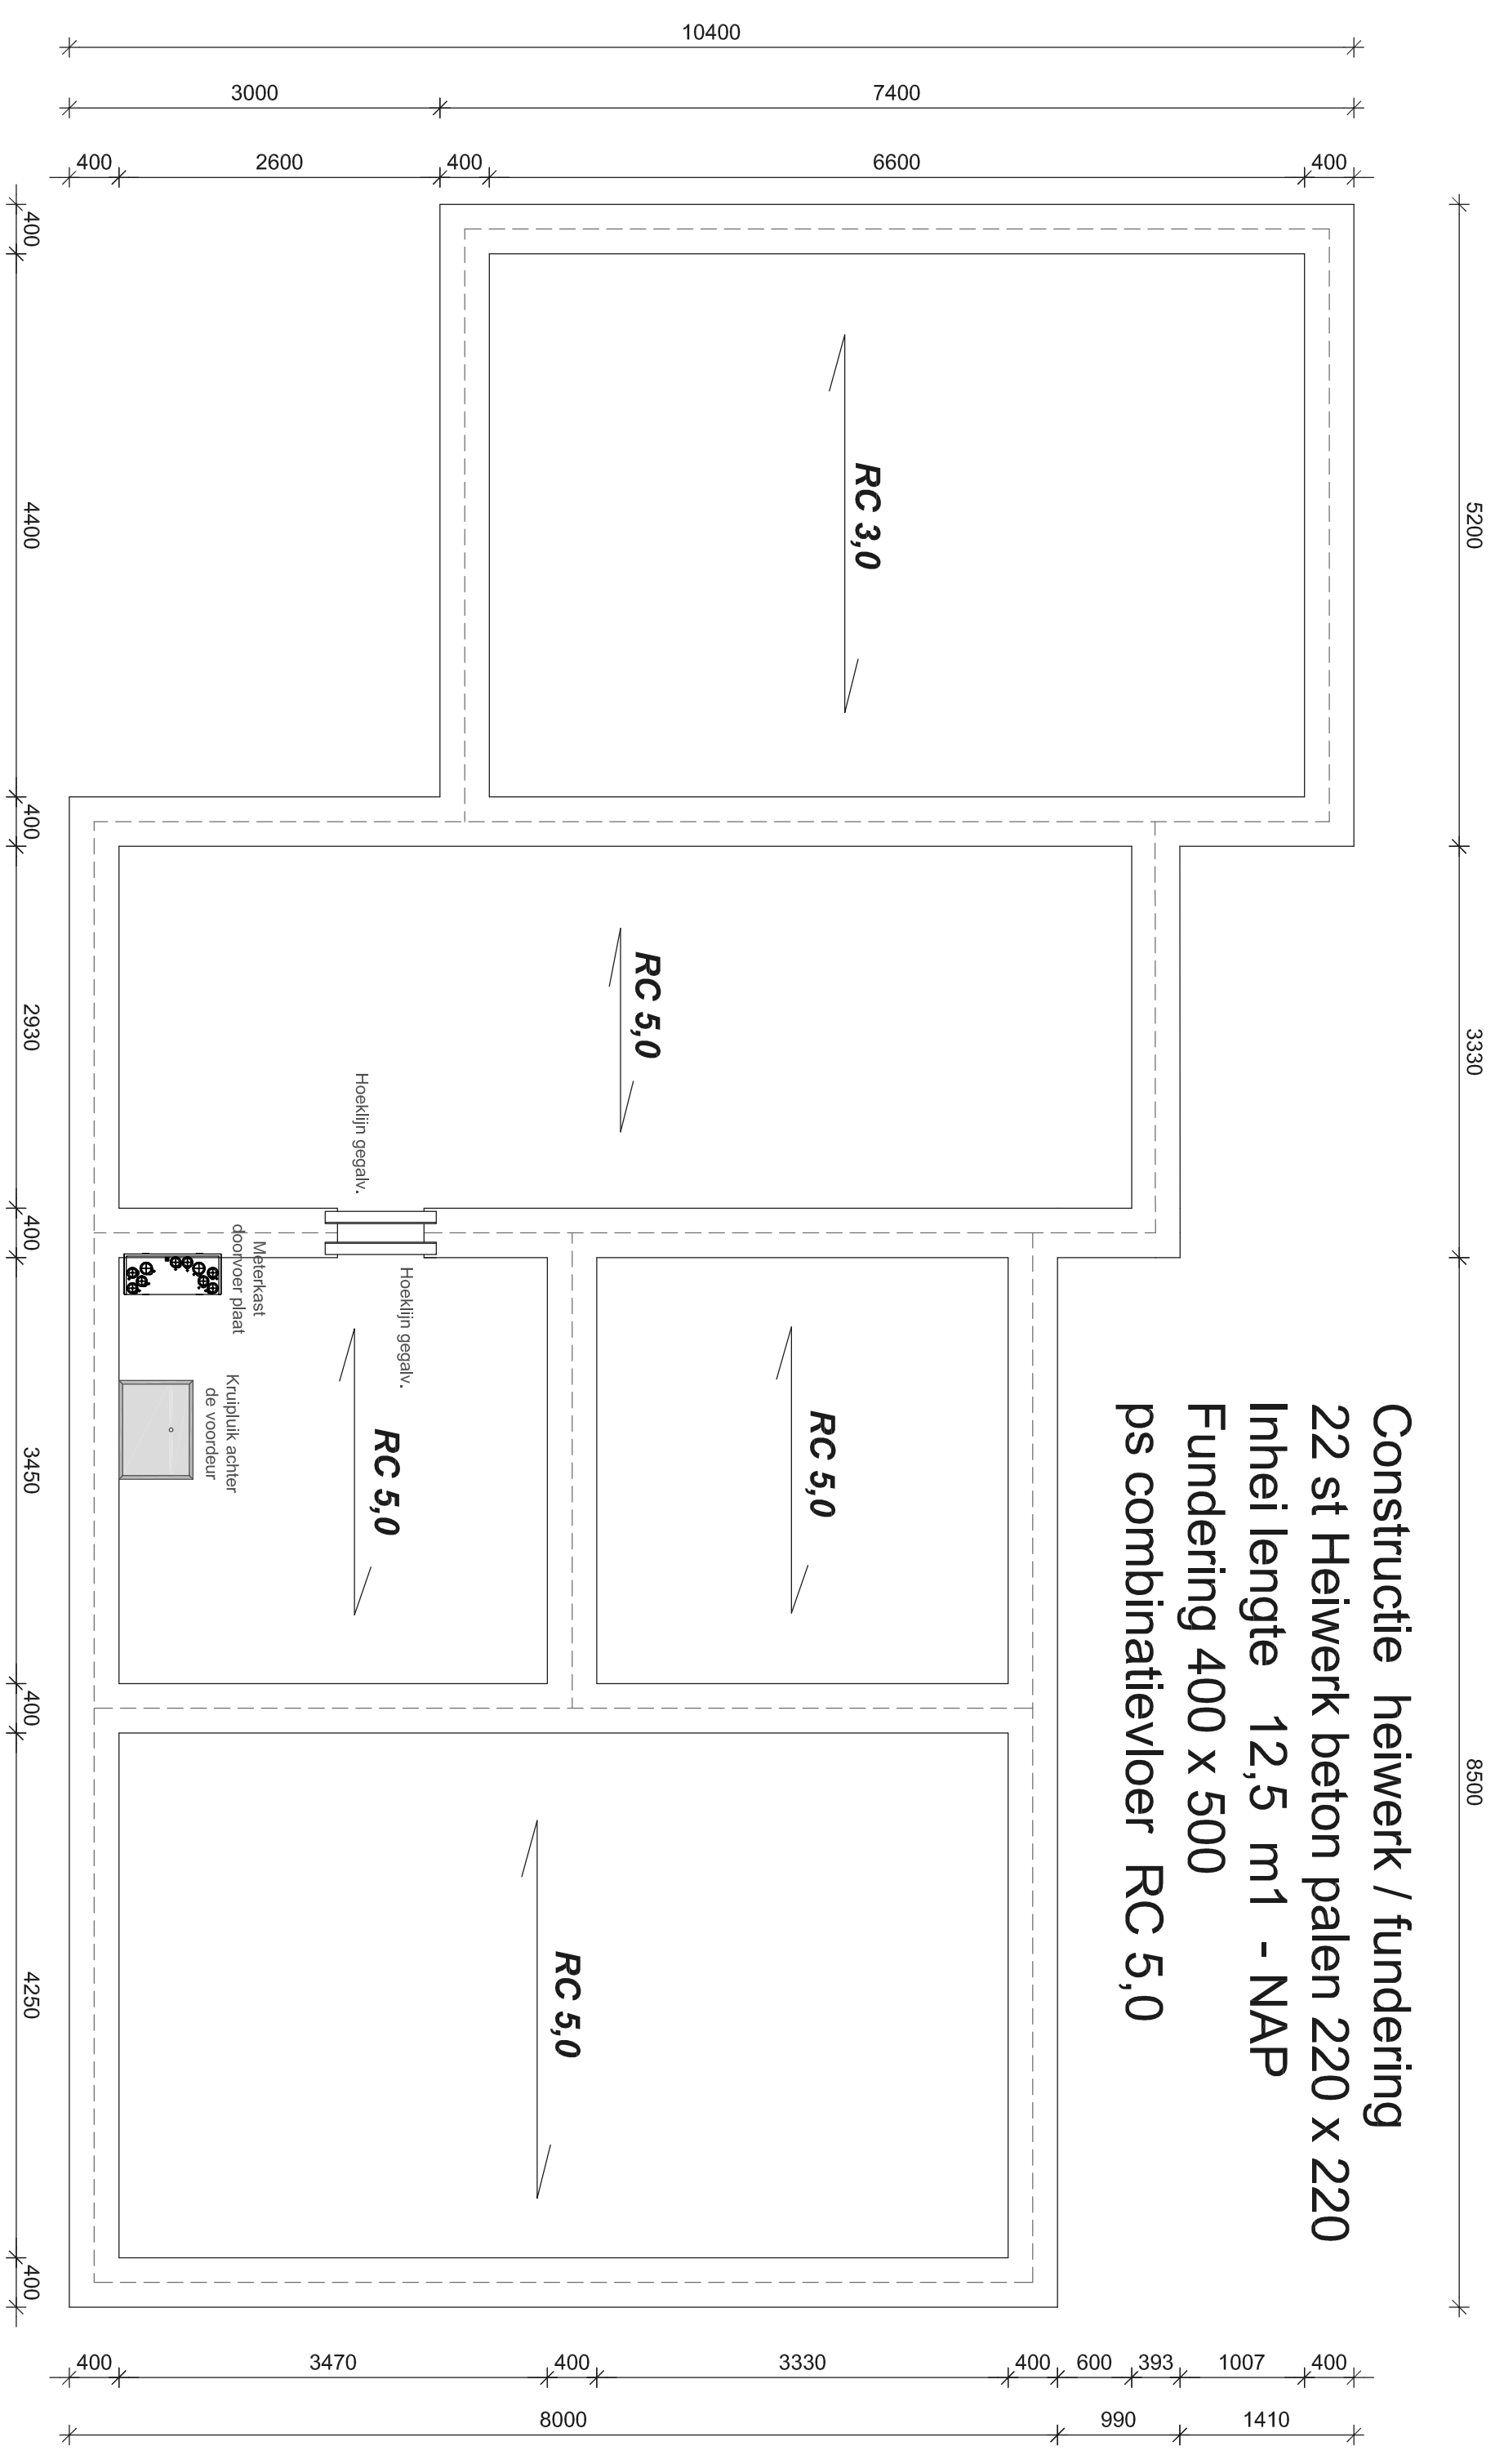 10400
3000 7400
400 2600 400 6600 400
400
4400
400
2930
400
3450
400
4250
400
5200
3330
8500
RC 3,0
RC 5,0
Hoeklijn gegalv.
Hoeklijn gegalv.
Meterkast
doorvoer plaat
Kruipluik achter
de voordeur
RC 5,0
RC 5,0
RC 5,0
Constructie heiwerk / fundering
22 st Heiwerk beton palen 220 x 220
Inhei lengte 12,5 m1 - NAP
Fundering 400 x 500
ps combinatievloer RC 5,0
400 3470 400 3330 400 600 393 1007 400
8000 990 1410